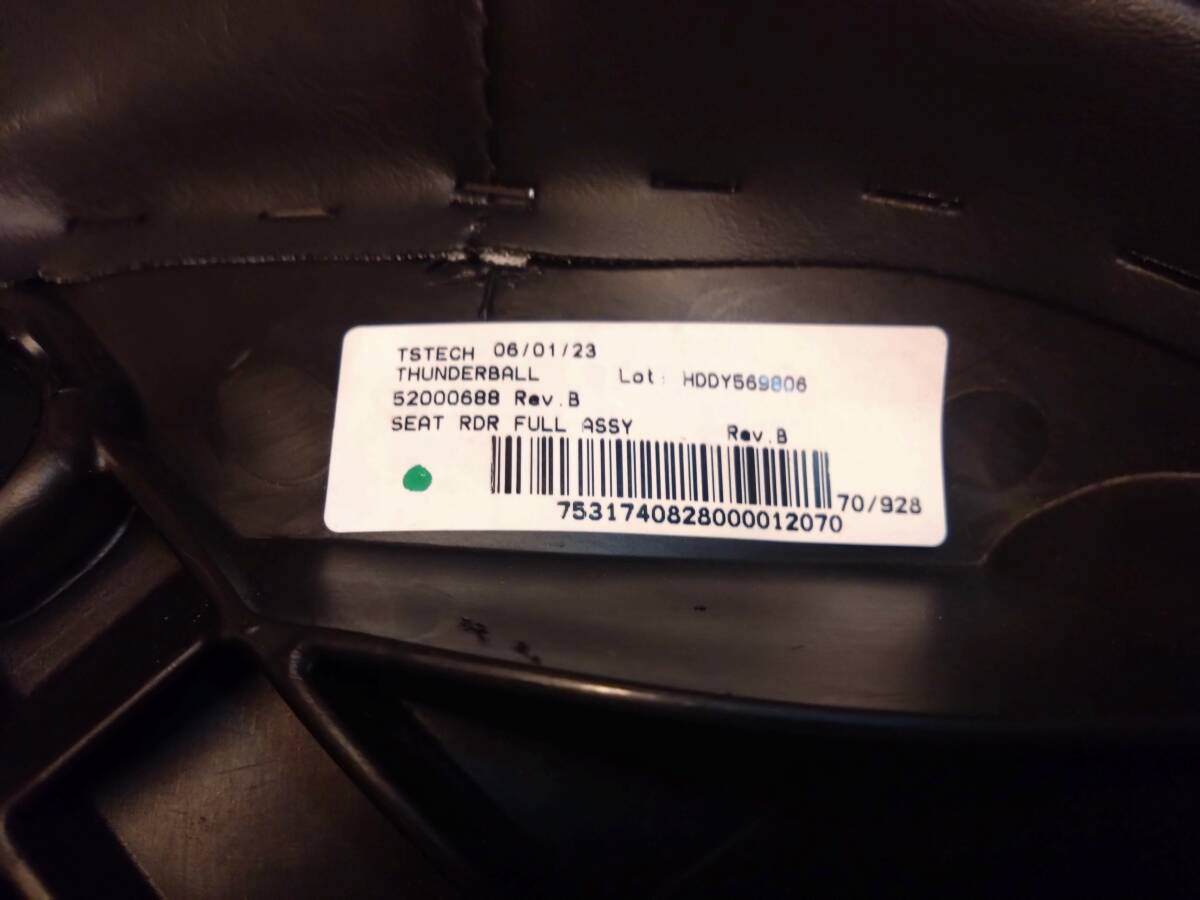 TSTECH 06/01/23
THUNDERBALL Lot: HDDY569806
52000688 Rev.B
SEAT RDR FULL ASSY Rev.B
70/928
7531740828000012070